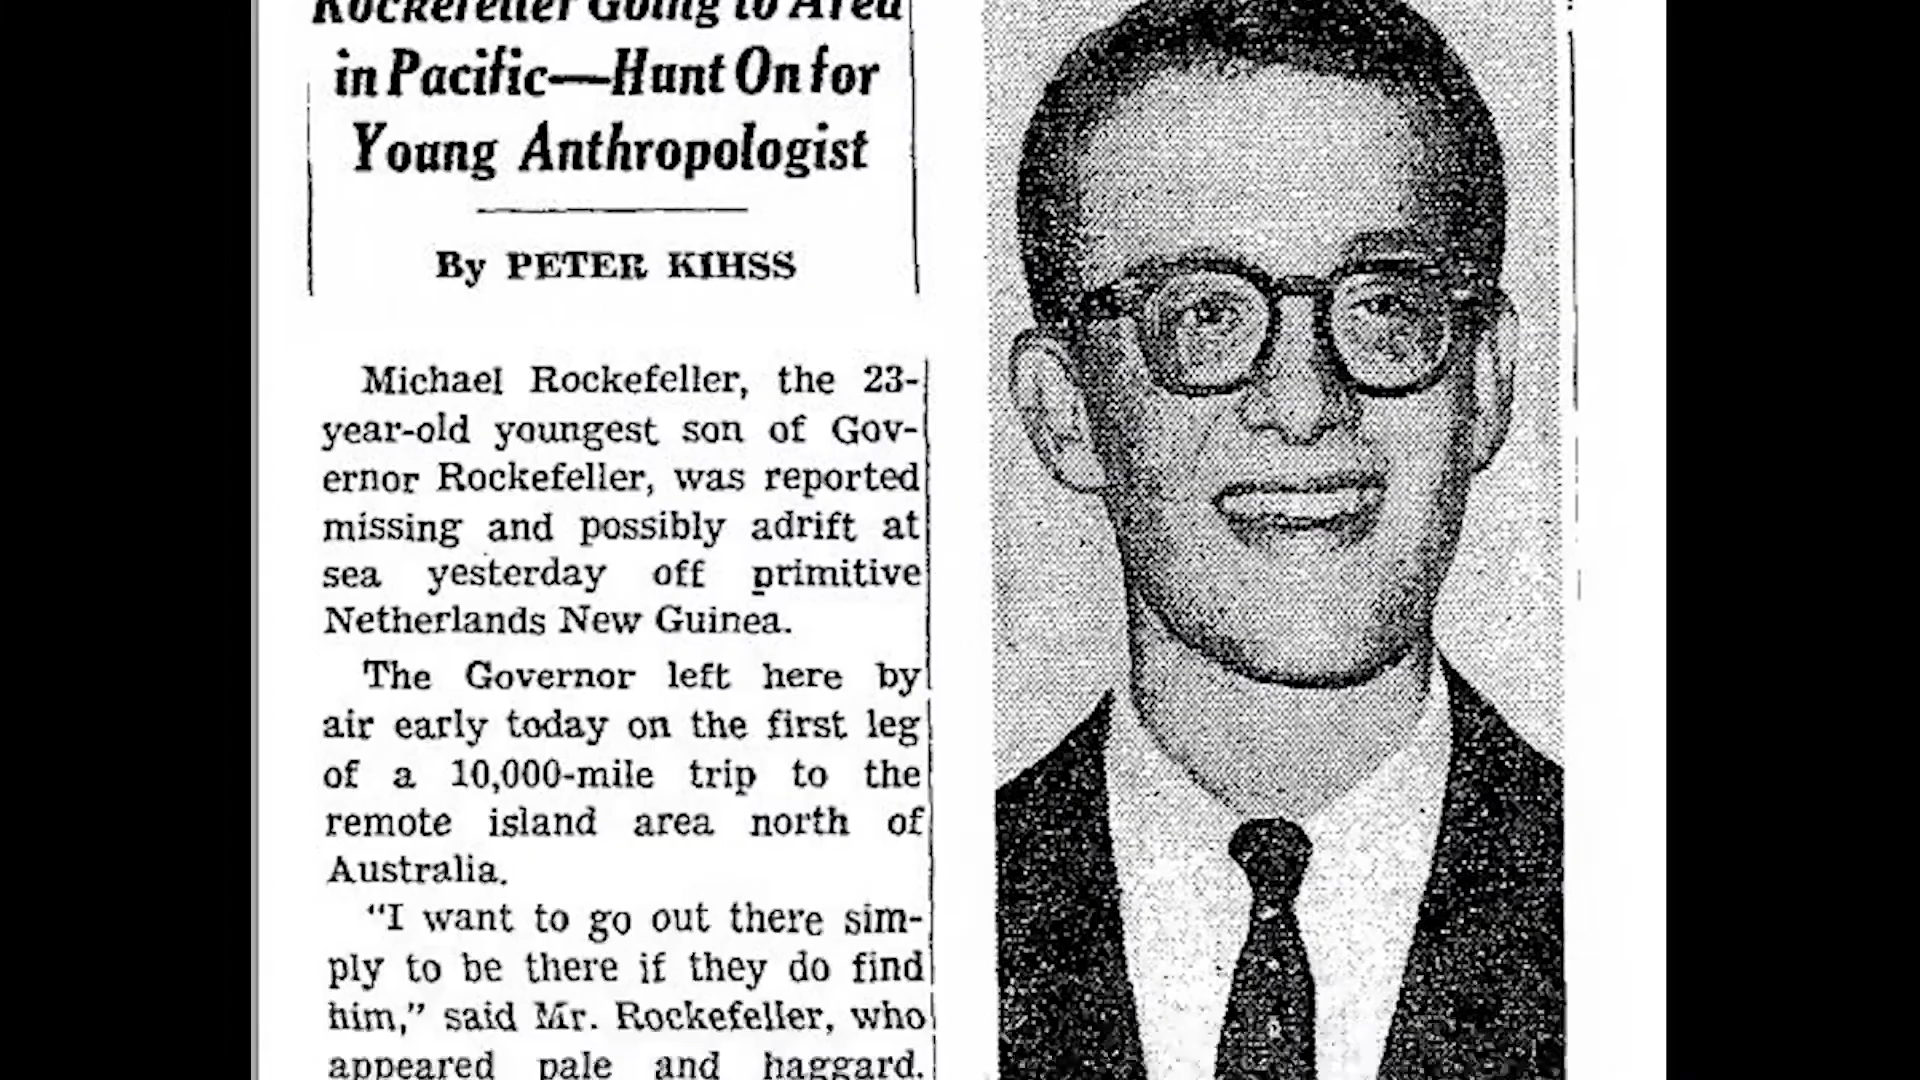 Rockefeller Going to Area
in Pacific—Hunt On for
Young Anthropologist
By PETER KIHSS
Michael Rockefeller, the 23-
year-old youngest son of Gov-
ernor Rockefeller, was reported
missing and possibly adrift at
sea yesterday off primitive
Netherlands New Guinea.
The Governor left here by
air early today on the first leg
of a 10,000-mile trip to the
remote island area north of
Australia.
"I want to go out there sim-
ply to be there if they do find
him," said Mr. Rockefeller, who
appeared pale and haggard.